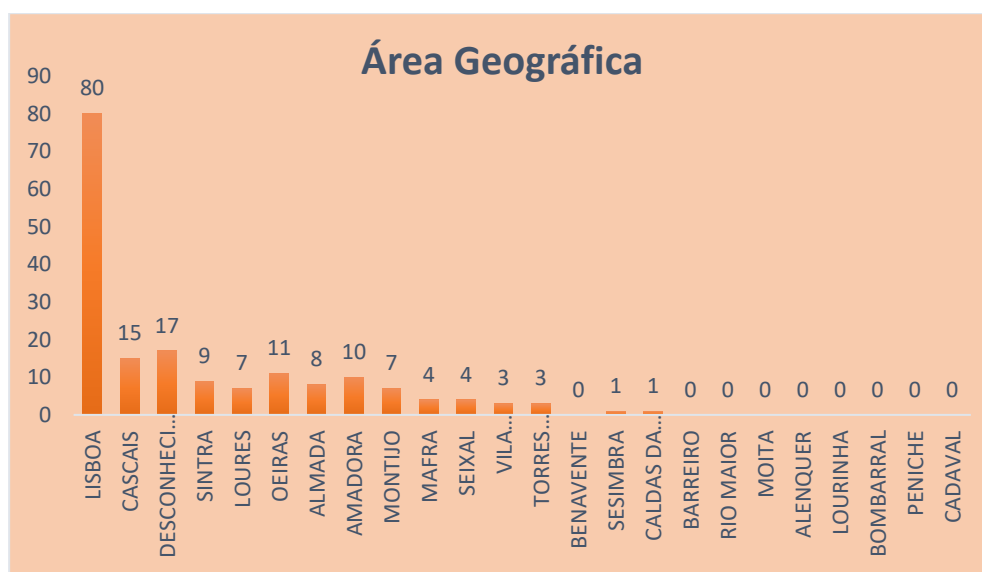 Área Geográfica
90
80
70
60
50
40
30
20
10
0
80
15
17
9
7
11
8
10
7
4
4
3
3
0
1
1
0
0
0
0
0
0
0
0
LISBOA
CASCAIS
DESCONHECI...
SINTRA
LOURES
OEIRAS
ALMADA
AMADORA
MONTIJO
MAFRA
SEIXAL
VILA...
TORRES...
BENAVENTE
SESIMBRA
CALDAS DA...
BARREIRO
RIO MAIOR
MOITA
ALENQUER
LOURINHA
BOMBARRAL
PENICHE
CADAVAL